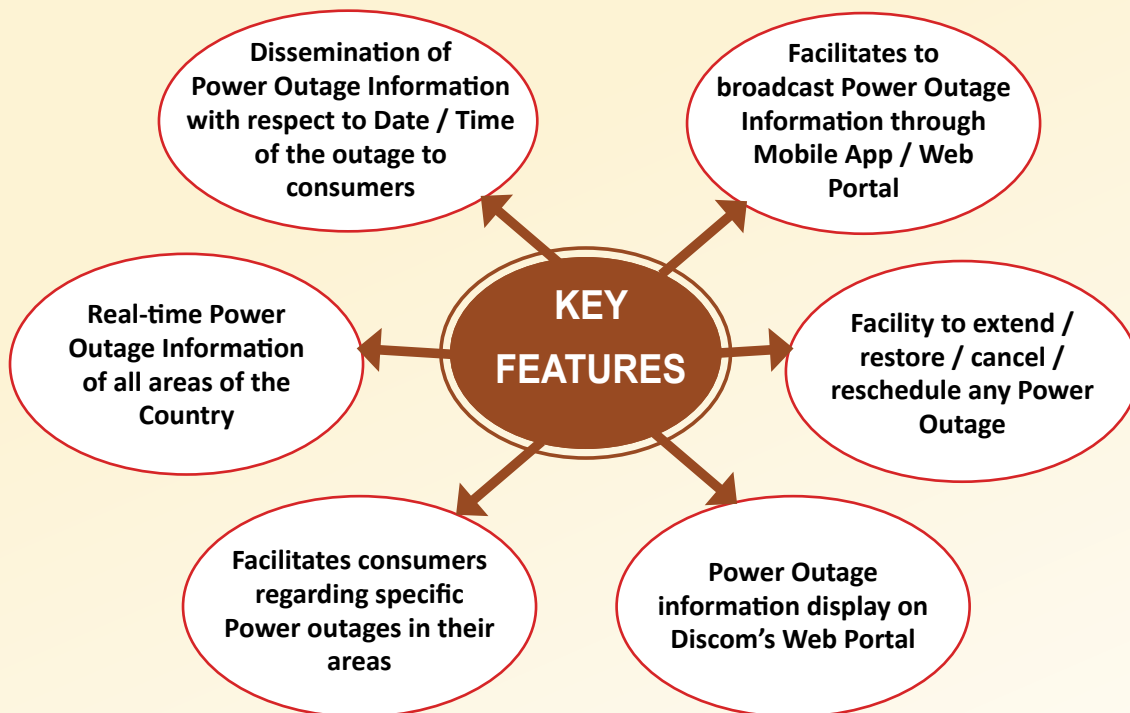 Dissemination of
Power Outage Information
with respect to Date / Time
of the outage to
consumers
Facilitates to
broadcast Power Outage
Information through
Mobile App / Web
Portal
KEY
FEATURES
Real-time Power
Outage Information
of all areas of the
Country
Facility to extend /
restore / cancel /
reschedule any Power
Outage
Facilitates consumers
regarding specific
Power outages in their
areas
Power Outage
information display on
Discom’s Web Portal